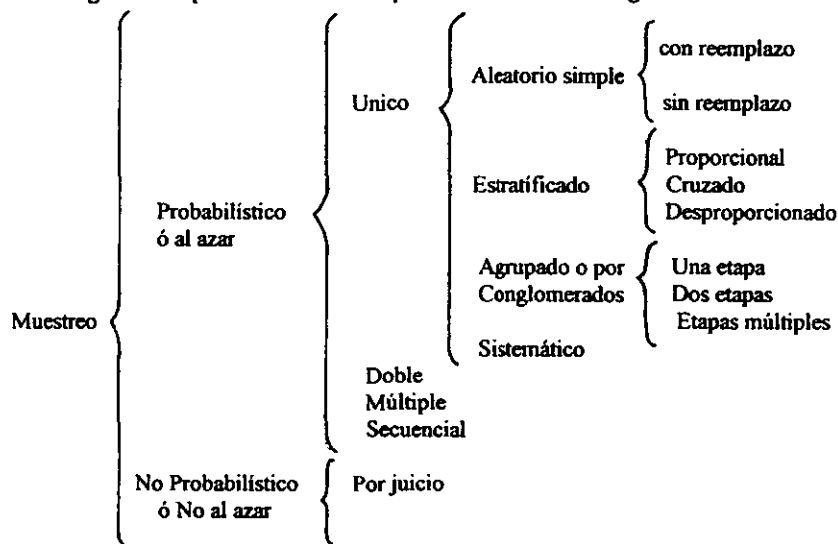 con reemplazo
Aleatorio simple
Unico
sin reemplazo
Proporcional
Estratíficado
Cruzado
Probabilístico
Desproporcionado
ó al azar
Agrupado o por
Una etapa
Conglomerados
Dos etapas
Muestreo
Etapas múltiples
Sistemático
Doble
Múltiple
Secuencial
No Probabilístico
Por juicio
ó No al azar